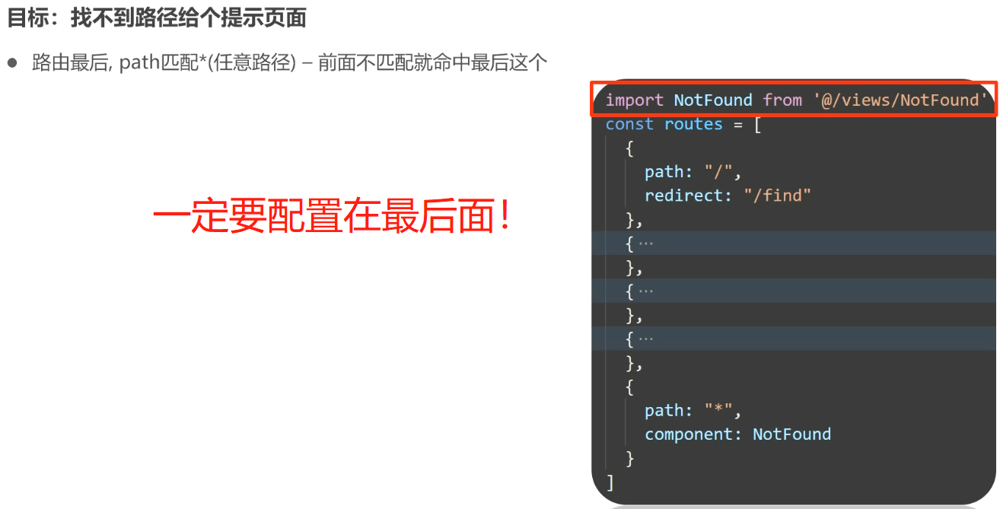 目标：找不到路径给个提示页面
● 路由最后, path匹配*(任意路径) – 前面不匹配就命中最后这个
一定要配置在最后面！
import NotFound from '@/views/NotFound'
const routes = [
{
path: "/",
redirect: "/find"
},
{ ···
},
{ ···
},
{ ···
},
{
path: "*",
component: NotFound
}
]